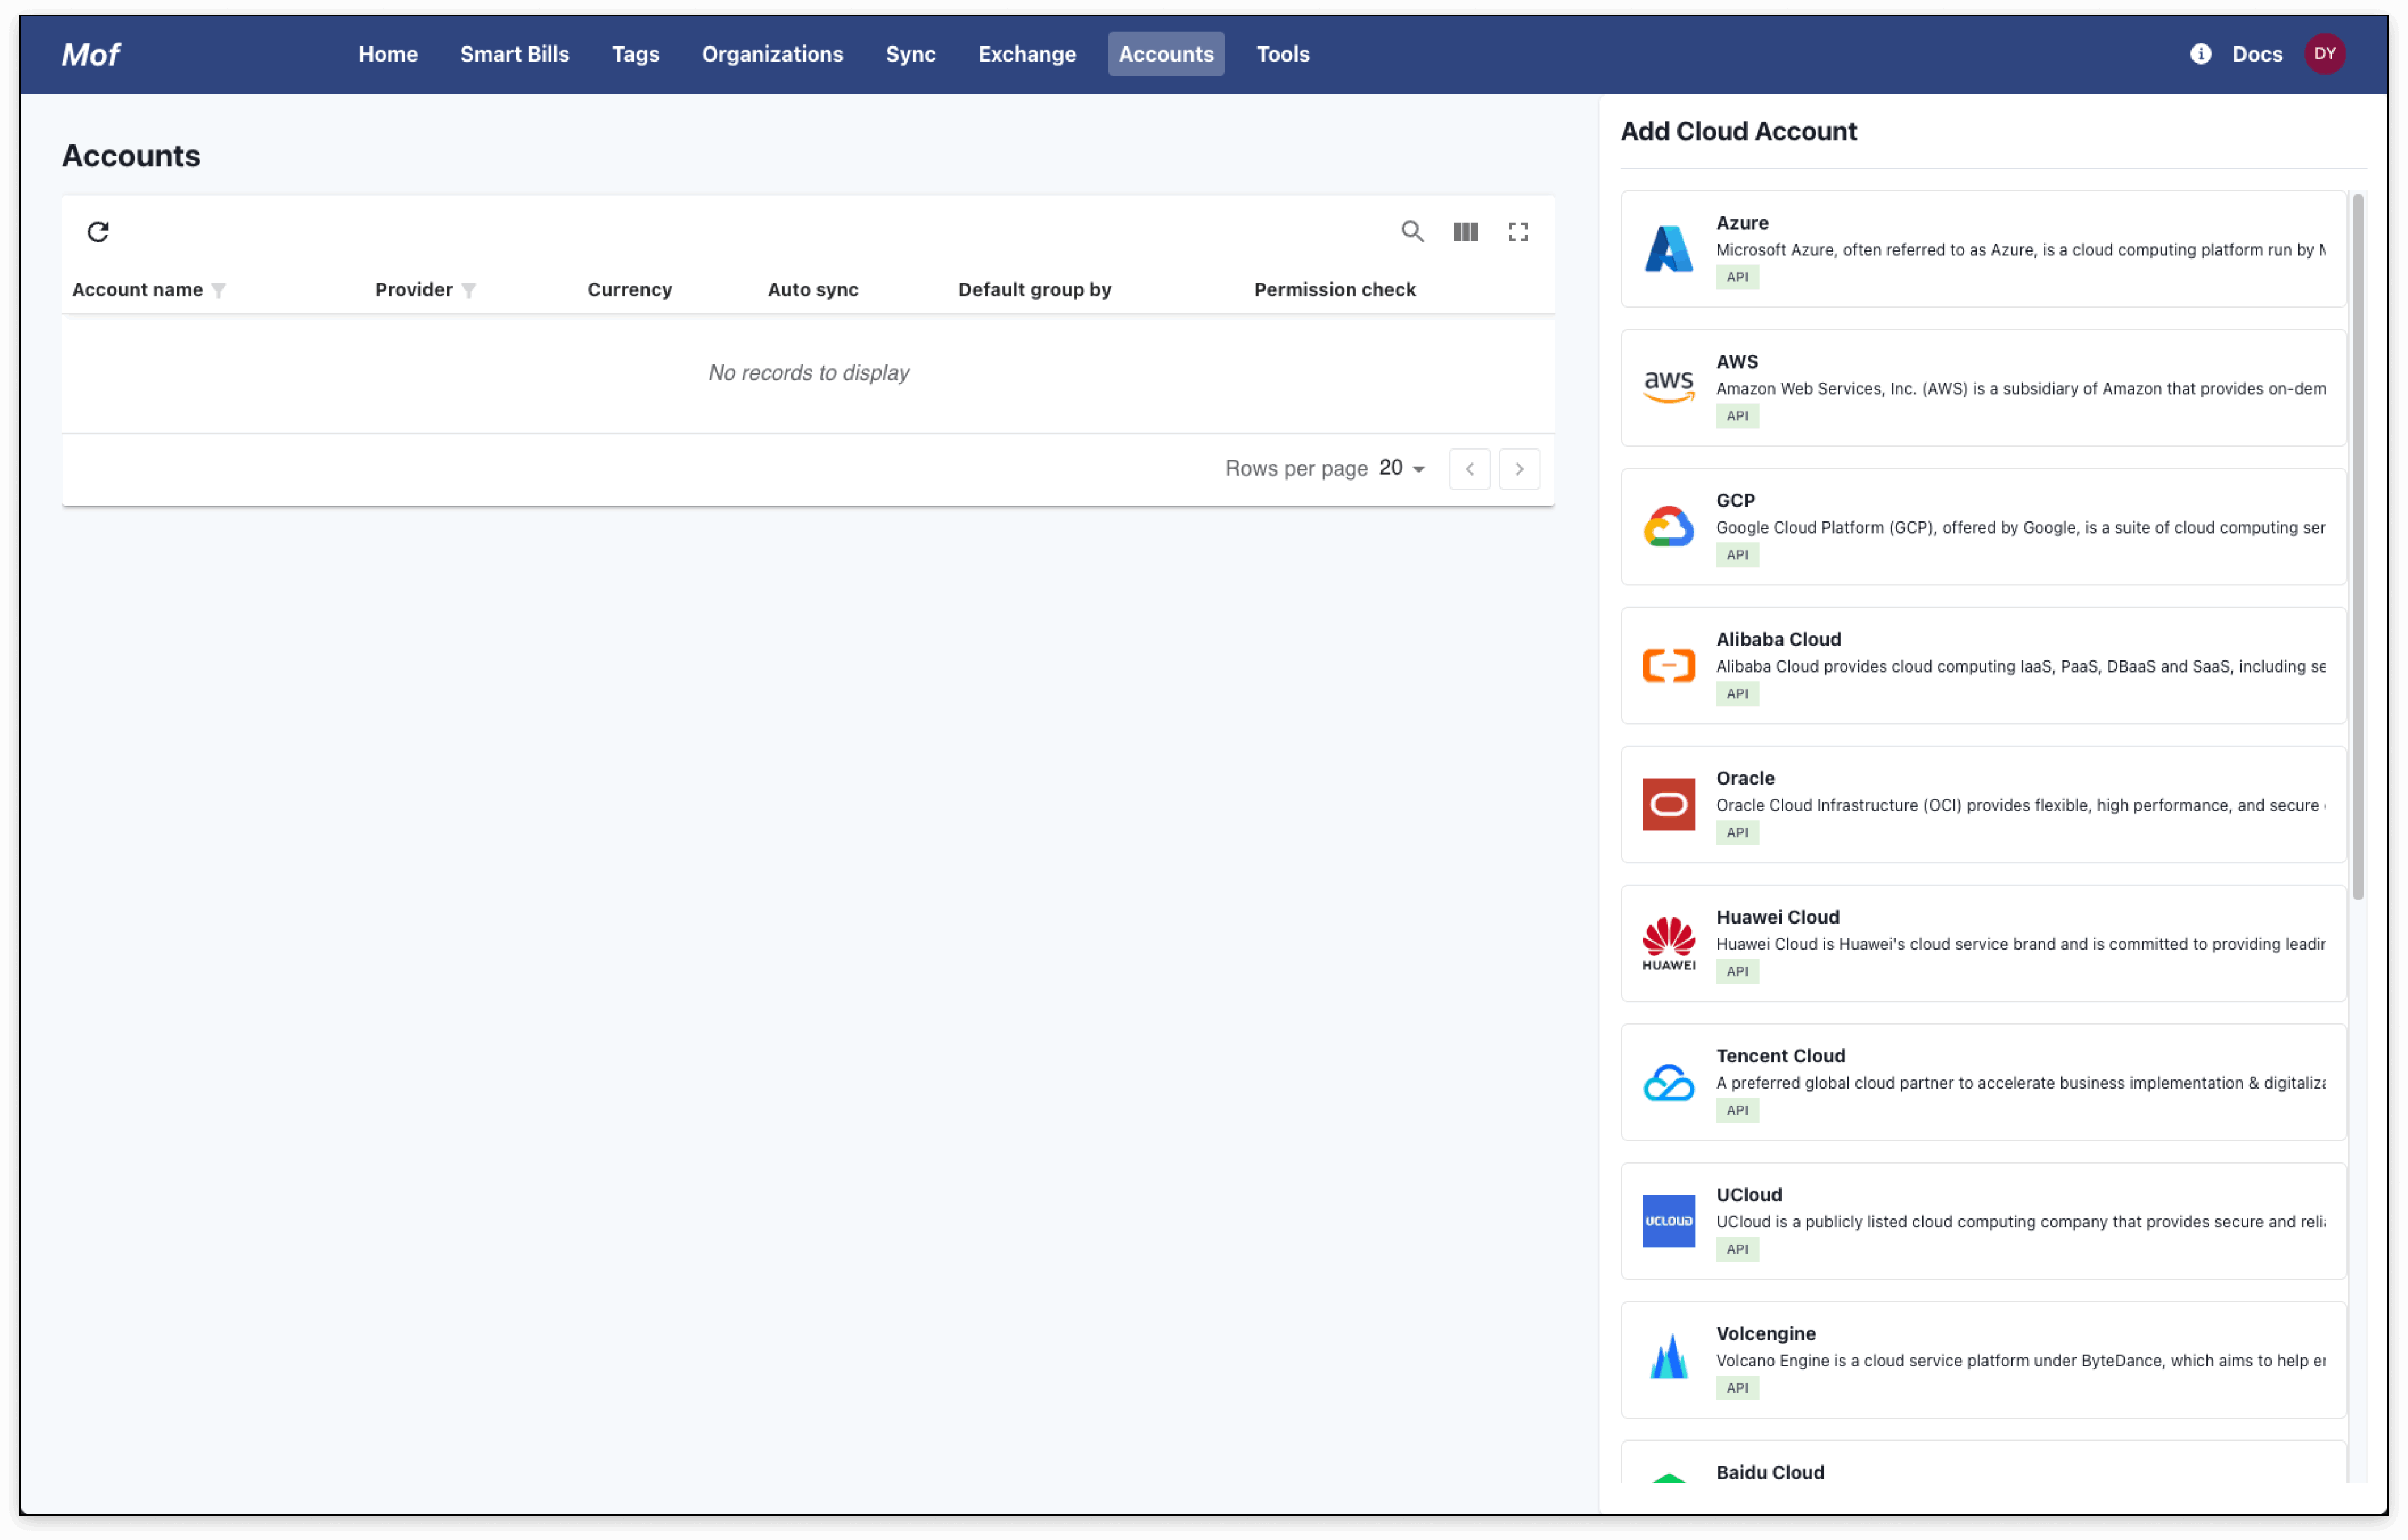 Mof Home Smart Bills Tags Organizations Sync Exchange Accounts Tools Docs DY
Accounts
Account name Provider Currency Auto sync Default group by Permission check
No records to display
Rows per page 20
Add Cloud Account
Azure
Microsoft Azure, often referred to as Azure, is a cloud computing platform run by
API
aws
AWS
Amazon Web Services, Inc. (AWS) is a subsidiary of Amazon that provides on-dem
API
GCP
Google Cloud Platform (GCP), offered by Google, is a suite of cloud computing ser
API
Alibaba Cloud
Alibaba Cloud provides cloud computing IaaS, PaaS, DBaaS and SaaS, including se
API
Oracle
Oracle Cloud Infrastructure (OCI) provides flexible, high performance, and secure
API
HUAWEI
Huawei Cloud
Huawei Cloud is Huawei's cloud service brand and is committed to providing leadin
API
Tencent Cloud
A preferred global cloud partner to accelerate business implementation & digitaliza
API
UCLOUD
UCloud
UCloud is a publicly listed cloud computing company that provides secure and reli
API
Volcengine
Volcano Engine is a cloud service platform under ByteDance, which aims to help
API
Baidu Cloud